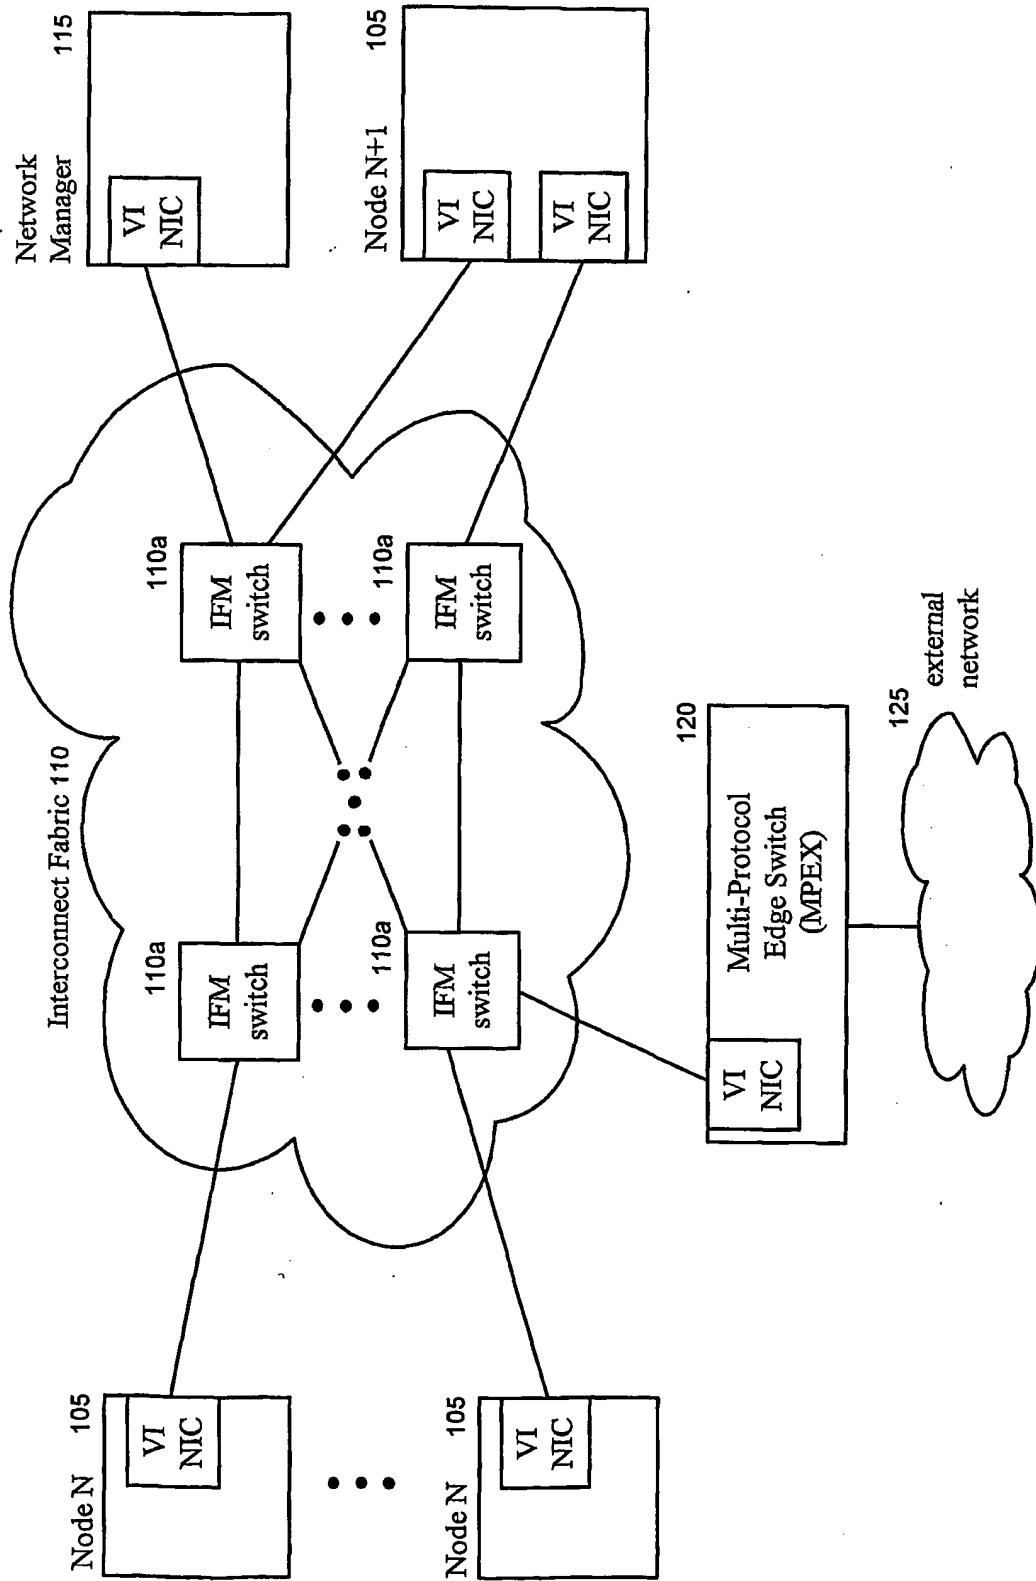 Interconnect Fabric 110
Node N 105
VI
NIC
Node N 105
VI
NIC
110a
IFM
switch
110a
IFM
switch
110a
IFM
switch
110a
IFM
switch
Network
Manager 115
VI
NIC
Node N+1 105
VI
NIC
VI
NIC
120
VI
NIC
Multi-Protocol
Edge Switch
(MPEX)
125
external
network